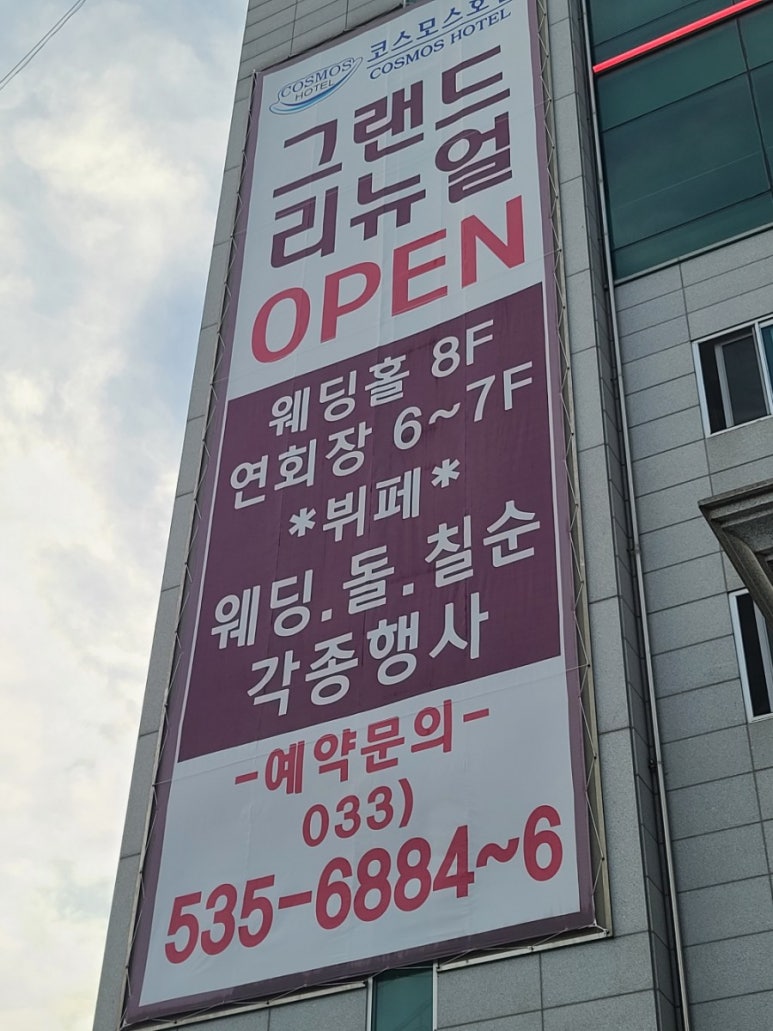 COSMOS
HOTEL
코스모스호텔
COSMOS HOTEL
그랜드
리뉴얼
OPEN
웨딩홀 8F
연회장 6~7F
*뷔페*
웨딩.돌.칠순
각종행사
-예약문의-
033)
535-6884~6